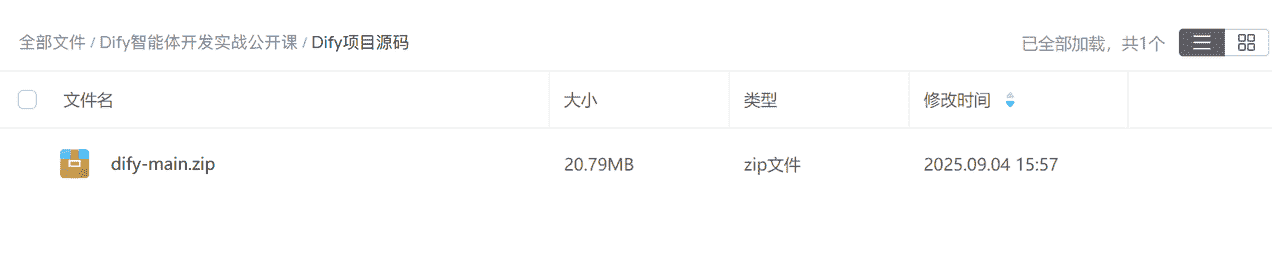 全部文件 / Dify智能体开发实战公开课 / Dify项目源码 已全部加载，共1个
文件名 大小 类型 修改时间
dify-main.zip 20.79MB zip文件 2025.09.04 15:57